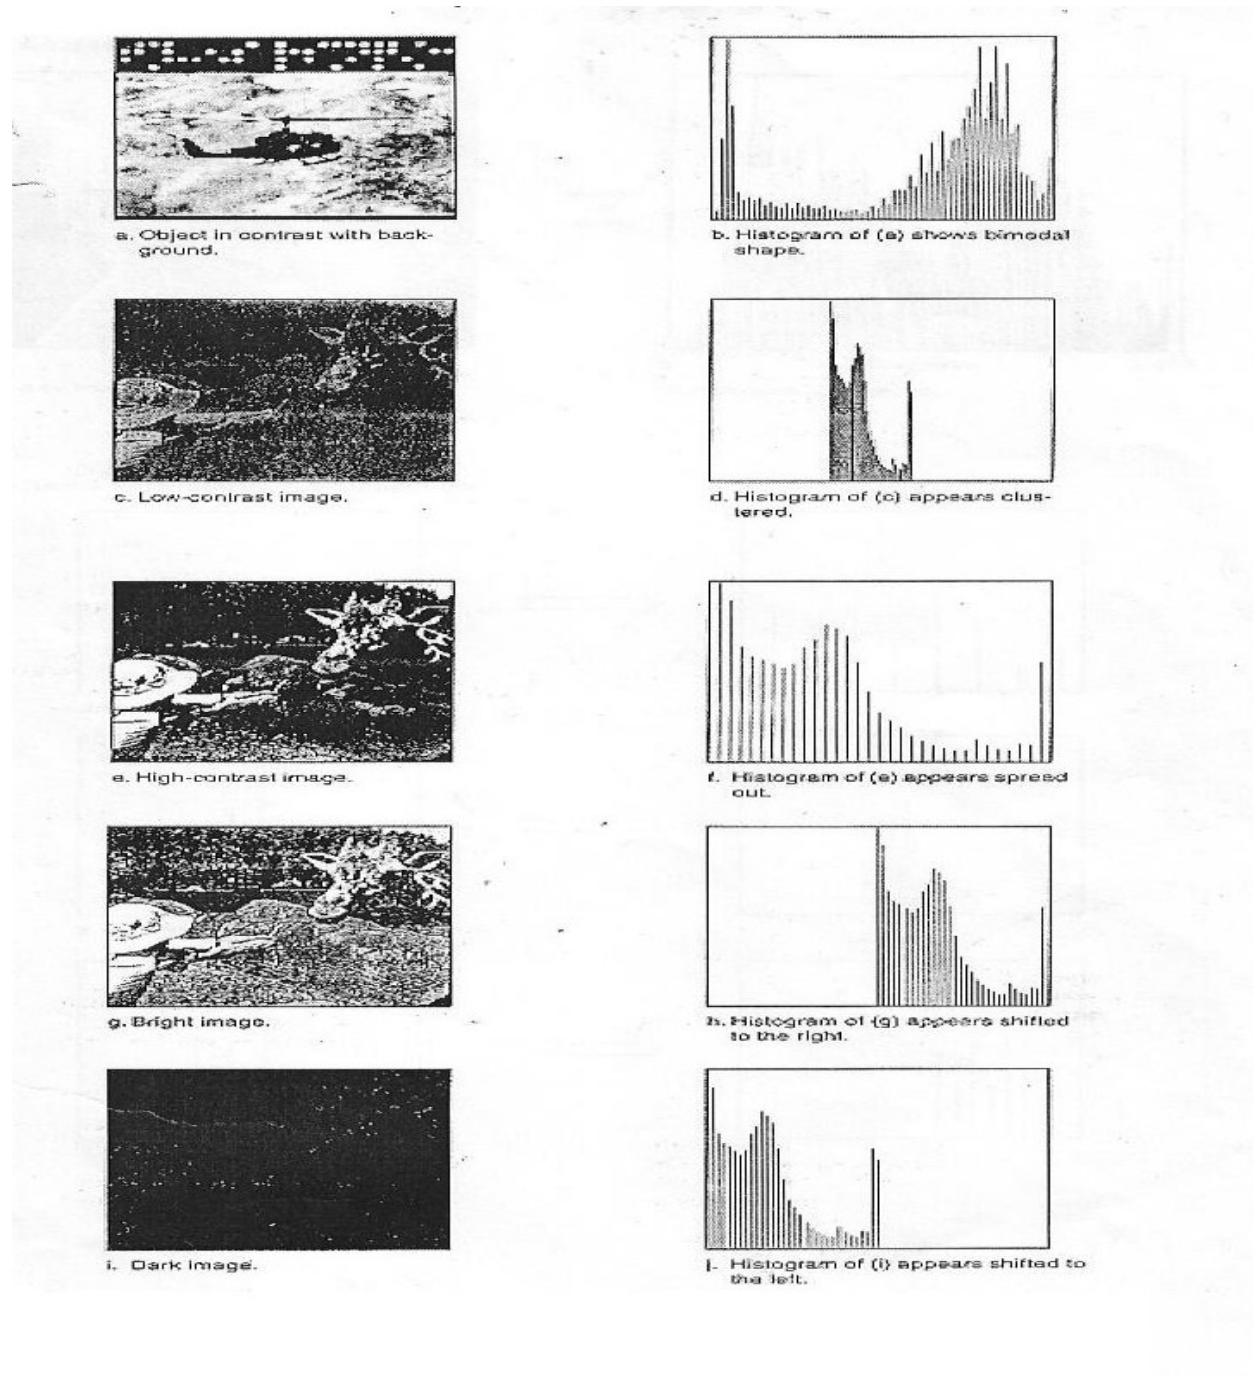 a. Object in contrast with back-
ground.
b. Histogram of (a) shows bimodal
shape.
c. Low-contrast image.
d. Histogram of (c) appears clus-
tered.
e. High-contrast image.
f. Histogram of (e) appears spread
out.
g. Bright image.
h. Histogram of (g) appears shifted
to the right.
i. Dark image.
j. Histogram of (i) appears shifted to
the left.